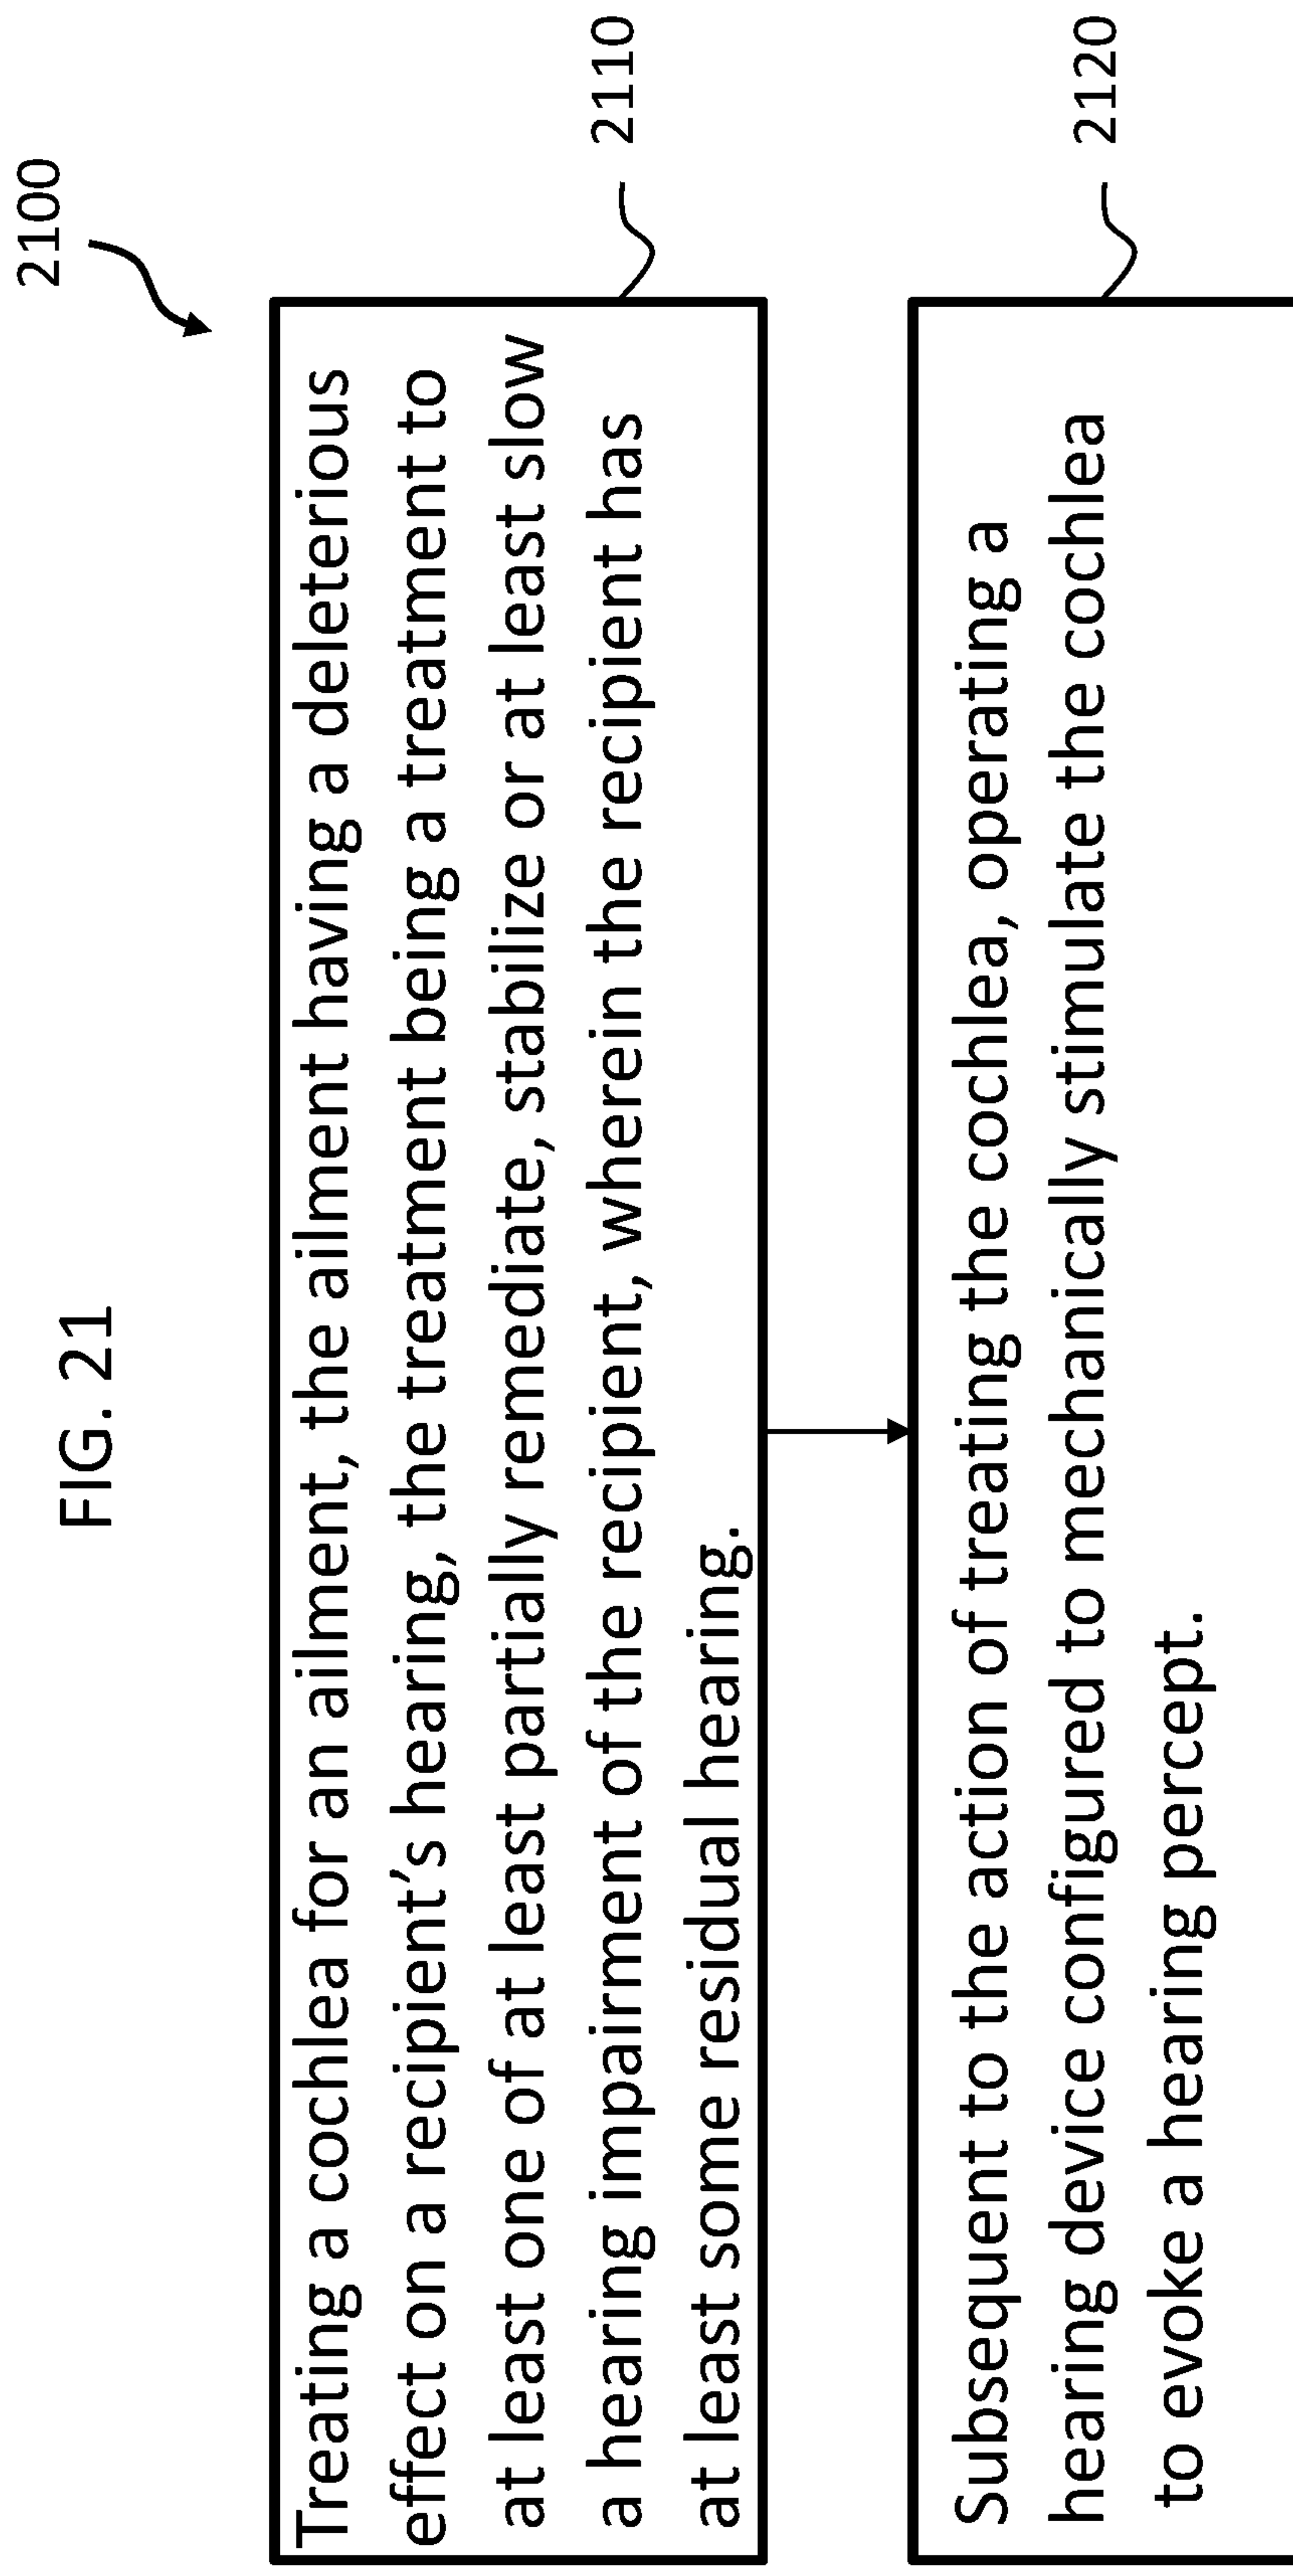 FIG. 21
2100
Treating a cochlea for an ailment, the ailment having a deleterious
effect on a recipient’s hearing, the treatment being a treatment to
at least one of at least partially remediate, stabilize or at least slow
a hearing impairment of the recipient, wherein the recipient has
at least some residual hearing.
2110
Subsequent to the action of treating the cochlea, operating a
hearing device configured to mechanically stimulate the cochlea
to evoke a hearing percept.
2120